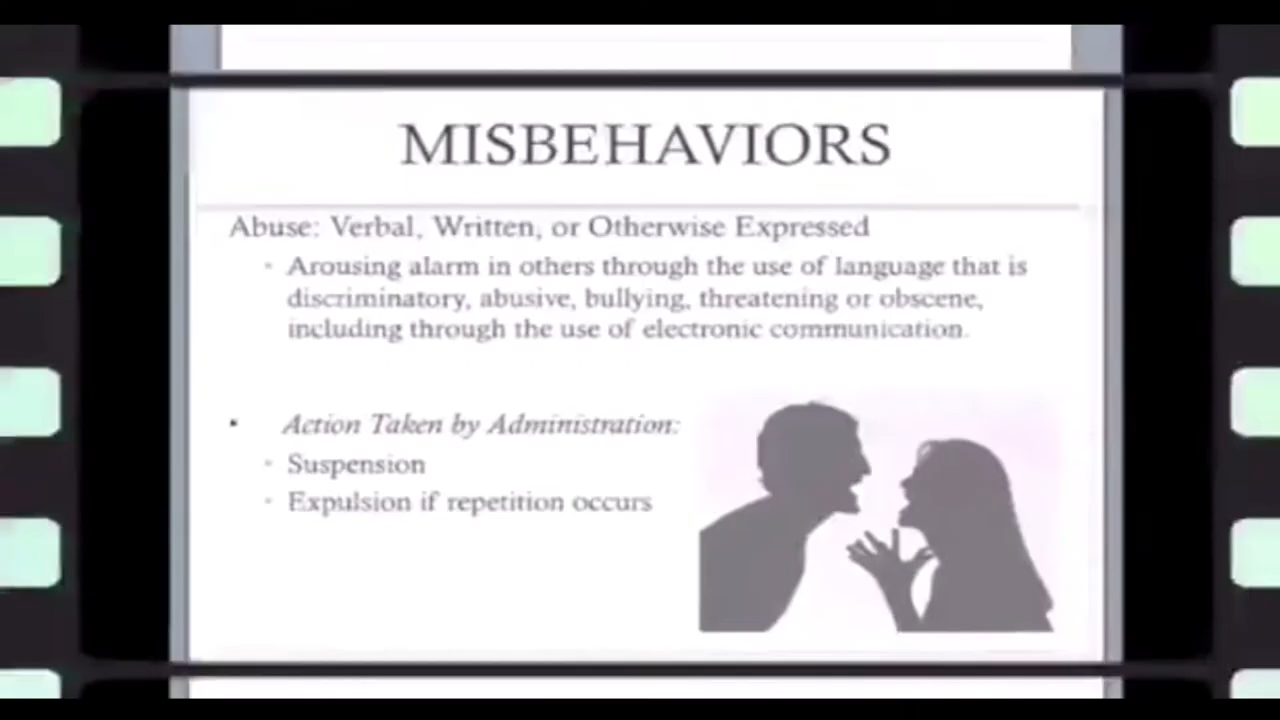 MISBEHAVIORS
Abuse: Verbal, Written, or Otherwise Expressed
Arousing alarm in others through the use of language that is
discriminatory, abusive, bullying, threatening or obscene,
including through the use of electronic communication.
Action Taken by Administration:
Suspension
Expulsion if repetition occurs